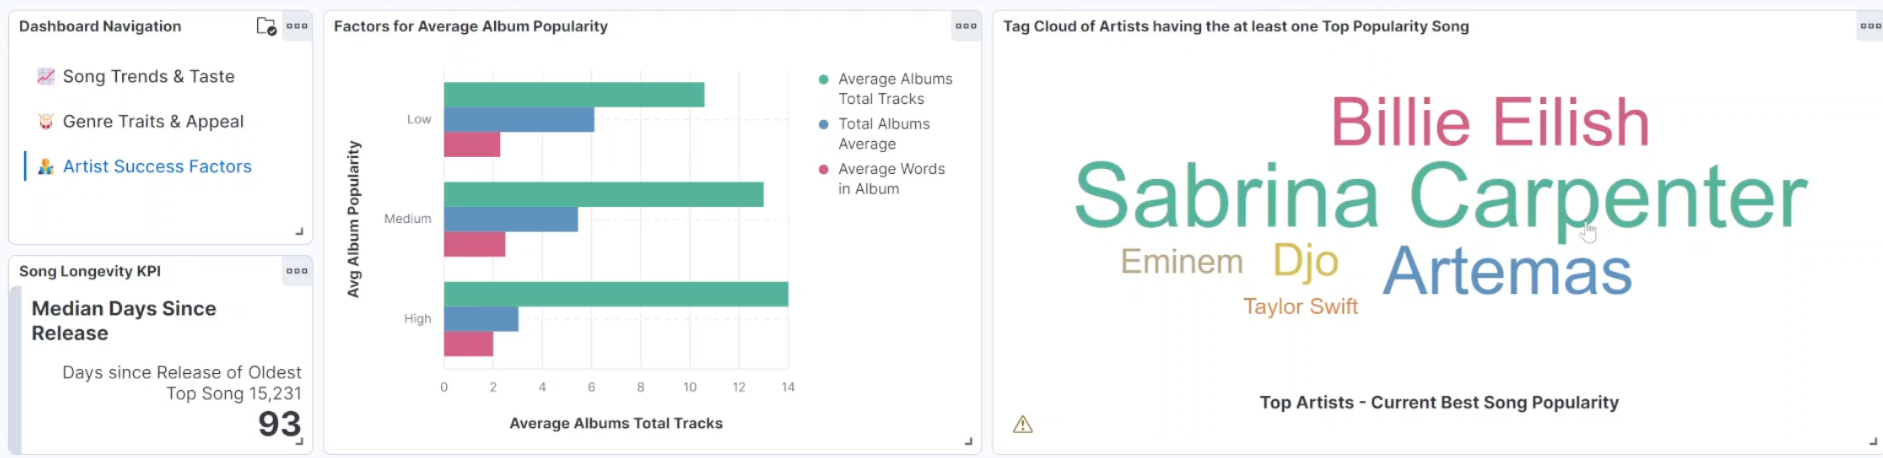 Dashboard Navigation
Song Trends & Taste
Genre Traits & Appeal
Artist Success Factors
Song Longevity KPI
Median Days Since
Release
Days since Release of Oldest
Top Song 15,231
93
Factors for Average Album Popularity
Avg Album Popularity
Low
Medium
High
0 2 4 6 8 10 12 14
Average Albums Total Tracks
Average Albums
Total Tracks
Total Albums
Average
Average Words
in Album
Tag Cloud of Artists having the at least one Top Popularity Song
Billie Eilish
Sabrina Carpenter
Eminem Djo Artemas
Taylor Swift
Top Artists - Current Best Song Popularity